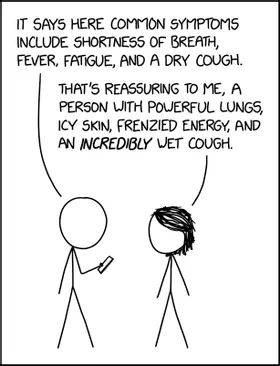 IT SAYS HERE COMMON SYMPTOMS
INCLUDE SHORTNESS OF BREATH,
FEVER, FATIGUE, AND A DRY COUGH.
THAT'S REASSURING TO ME, A
PERSON WITH POWERFUL LUNGS,
ICY SKIN, FRENZIED ENERGY, AND
AN INCREDIBLY WET COUGH.